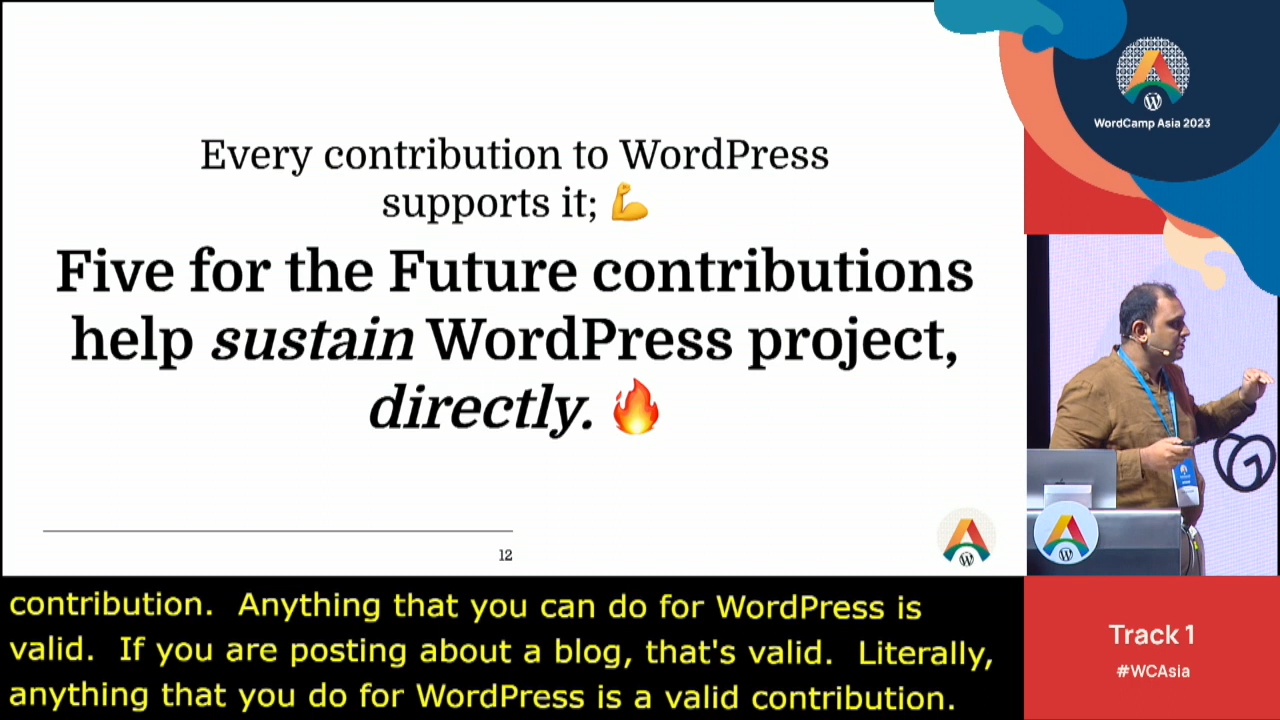 Every contribution to WordPress
supports it; 💪
Five for the Future contributions
help sustain WordPress project,
directly. 🔥
12
WordCamp Asia 2023
contribution.  Anything that you can do for WordPress is
valid.  If you are posting about a blog, that's valid.  Literally,
anything that you do for WordPress is a valid contribution.
Track 1
#WCAsia